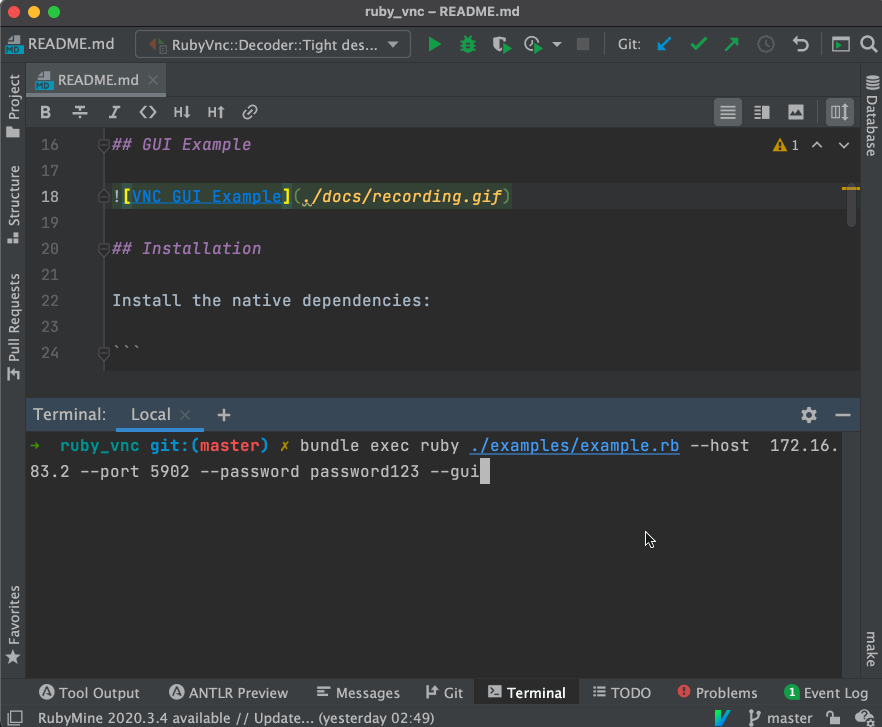 ruby_vnc – README.md
README.md
RubyVnc::Decoder::Tight des...
Git:
Project
Structure
Pull Requests
Favorites
README.md
B I <> H↓ H↑
16 ## GUI Example
1
17
18 ![VNC GUI Example](./docs/recording.gif)
19
20 ## Installation
21
22 Install the native dependencies:
23
24 ```
Database
make
Terminal: Local × +
→ ruby_vnc git:(master) ✗ bundle exec ruby ./examples/example.rb --host 172.16.
83.2 --port 5902 --password password123 --gui
Tool Output ANTLR Preview Messages Git Terminal TODO Problems 1 Event Log
RubyMine 2020.3.4 available // Update... (yesterday 02:49) master